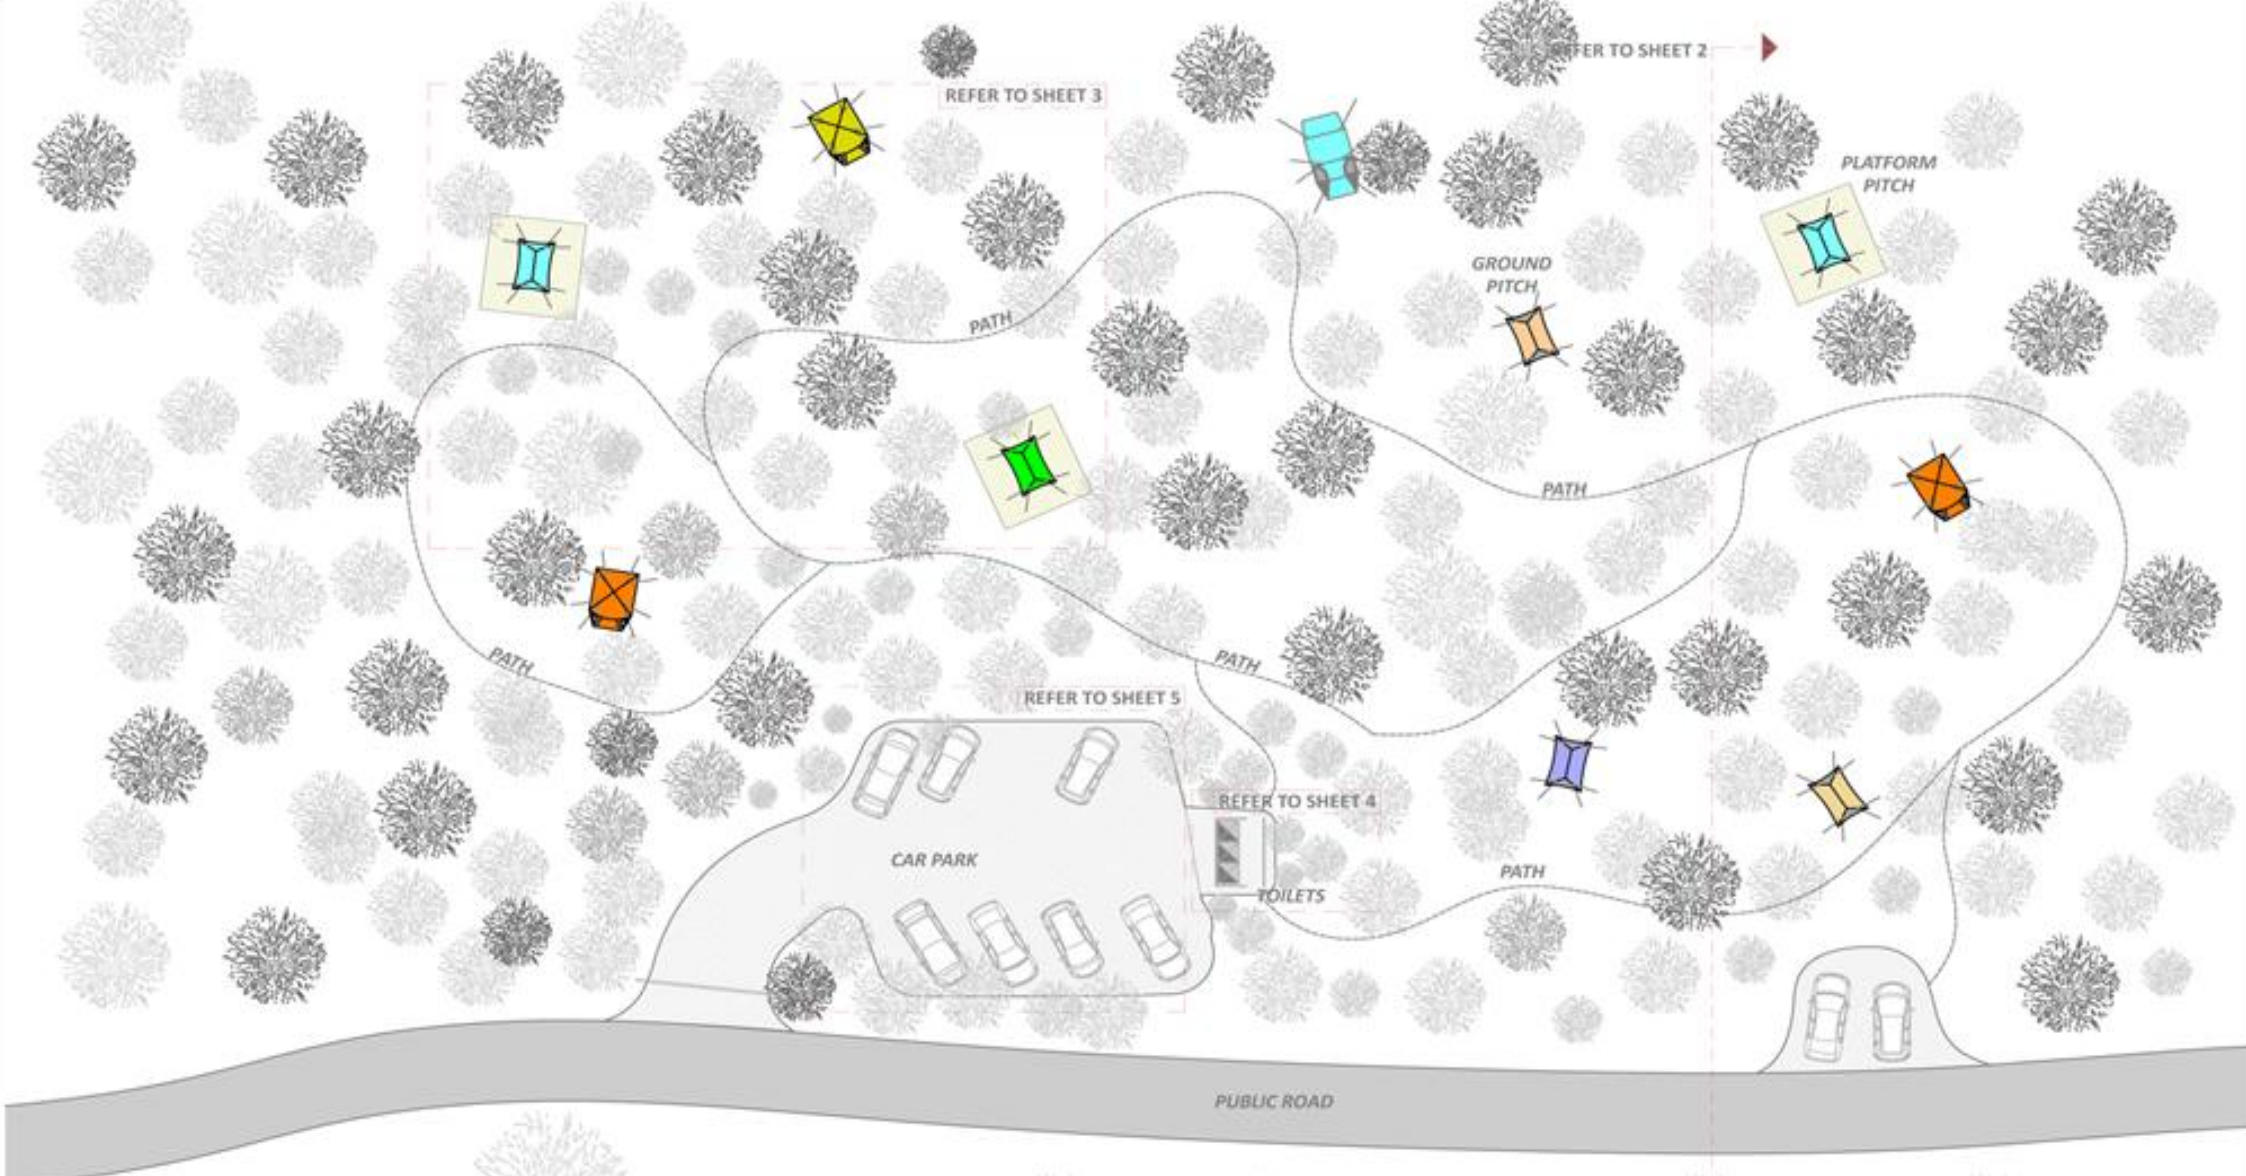 REFER TO SHEET 2
REFER TO SHEET 3
PLATFORM
PITCH
GROUND
PITCH
PATH
PATH
PATH
PATH
REFER TO SHEET 5
REFER TO SHEET 4
CAR PARK
PATH
TOILETS
PUBLIC ROAD